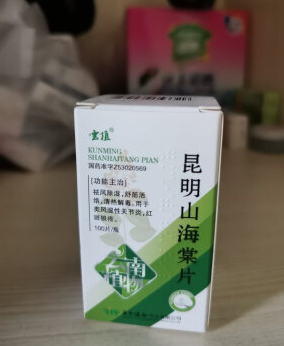 云植
KUNMING
SHANHAITANG PIAN
国药准字Z53020569
【功能主治】
祛风除湿，舒筋活
络，清热解毒。用于
类风湿性关节炎，红
斑狼疮。
100片/瓶
昆明山海棠片
云南
植物